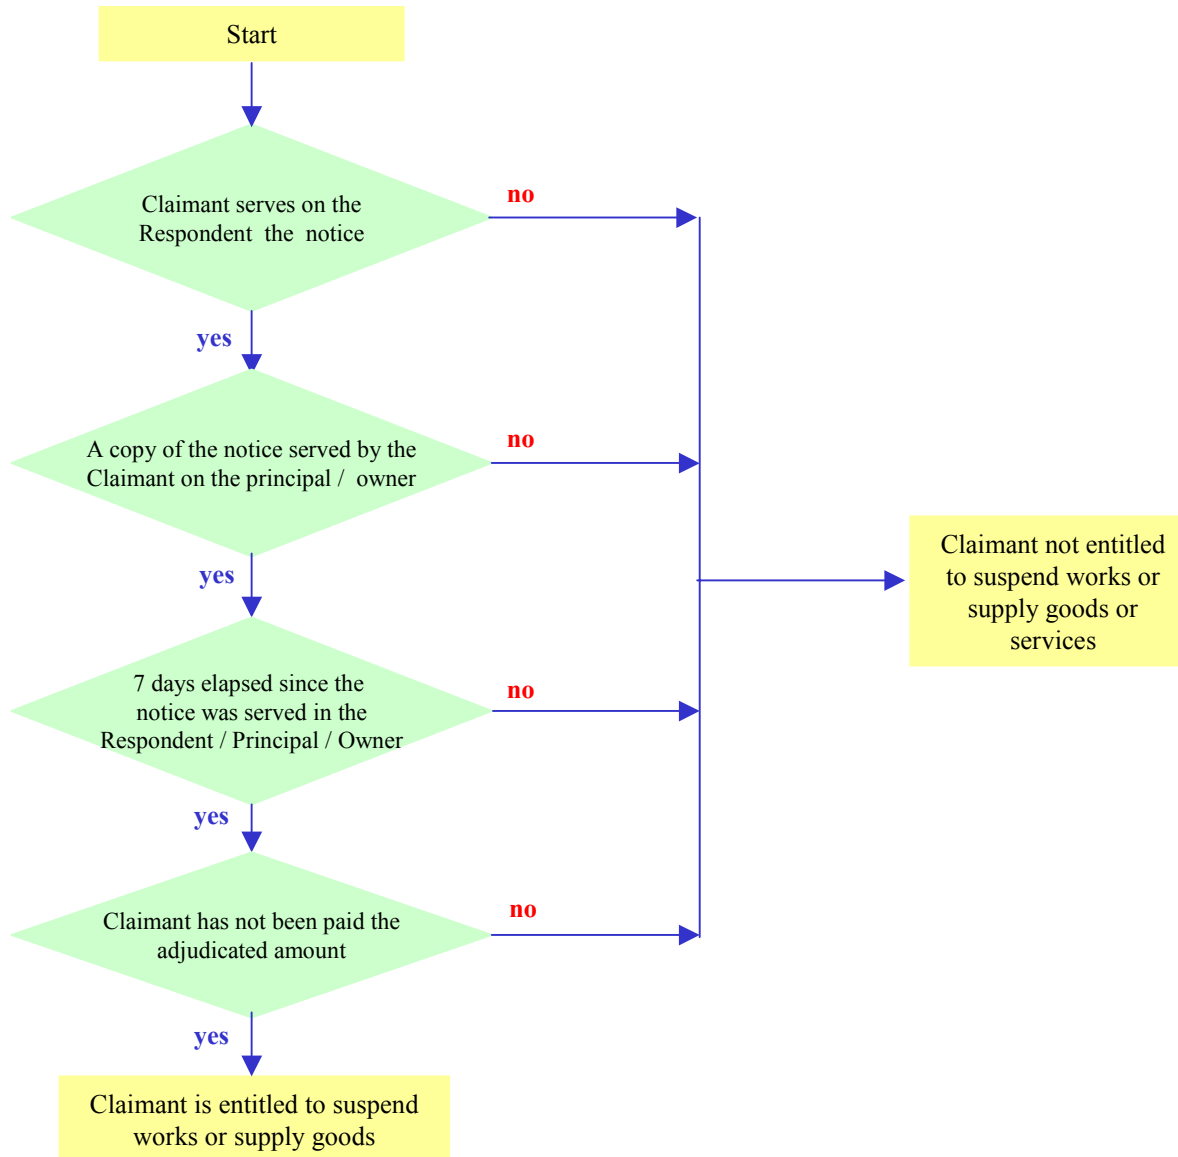 Start
Claimant serves on the
Respondent the notice
no
yes
A copy of the notice served by the
Claimant on the principal / owner
no
yes
7 days elapsed since the
notice was served in the
Respondent / Principal / Owner
no
yes
Claimant has not been paid the
adjudicated amount
no
yes
Claimant is entitled to suspend
works or supply goods
Claimant not entitled
to suspend works or
supply goods or
services